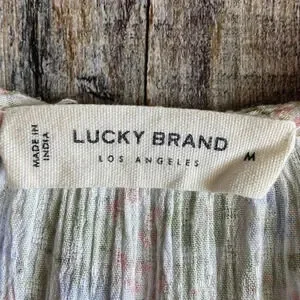 MADE IN
INDIA
LUCKY BRAND
LOS ANGELES
M